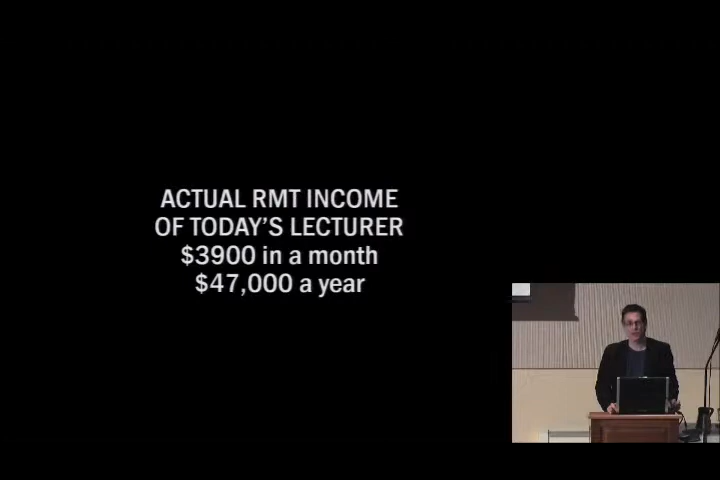 ACTUAL RMT INCOME
OF TODAY'S LECTURER
$3900 in a month
$47,000 a year